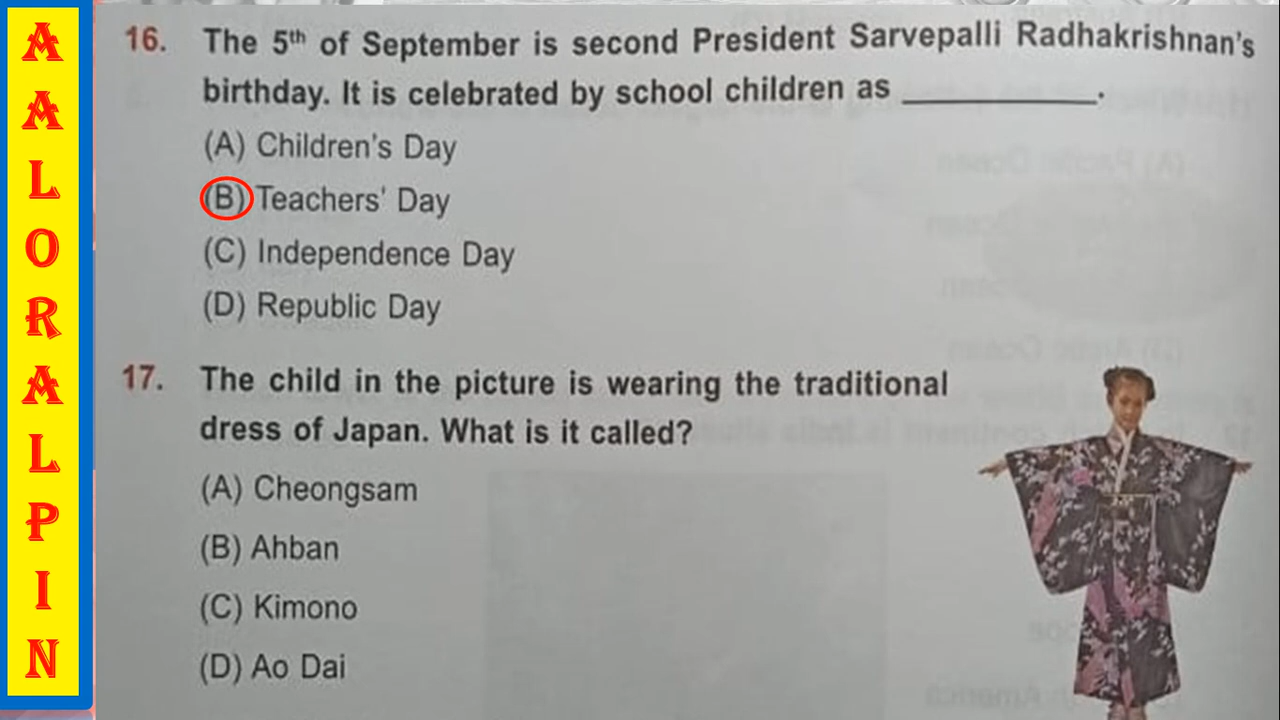 AALORALPIN
16. The 5th of September is second President Sarvepalli Radhakrishnan's
birthday. It is celebrated by school children as __________.
(A) Children's Day
(B) Teachers' Day
(C) Independence Day
(D) Republic Day
17. The child in the picture is wearing the traditional
dress of Japan. What is it called?
(A) Cheongsam
(B) Ahban
(C) Kimono
(D) Ao Dai